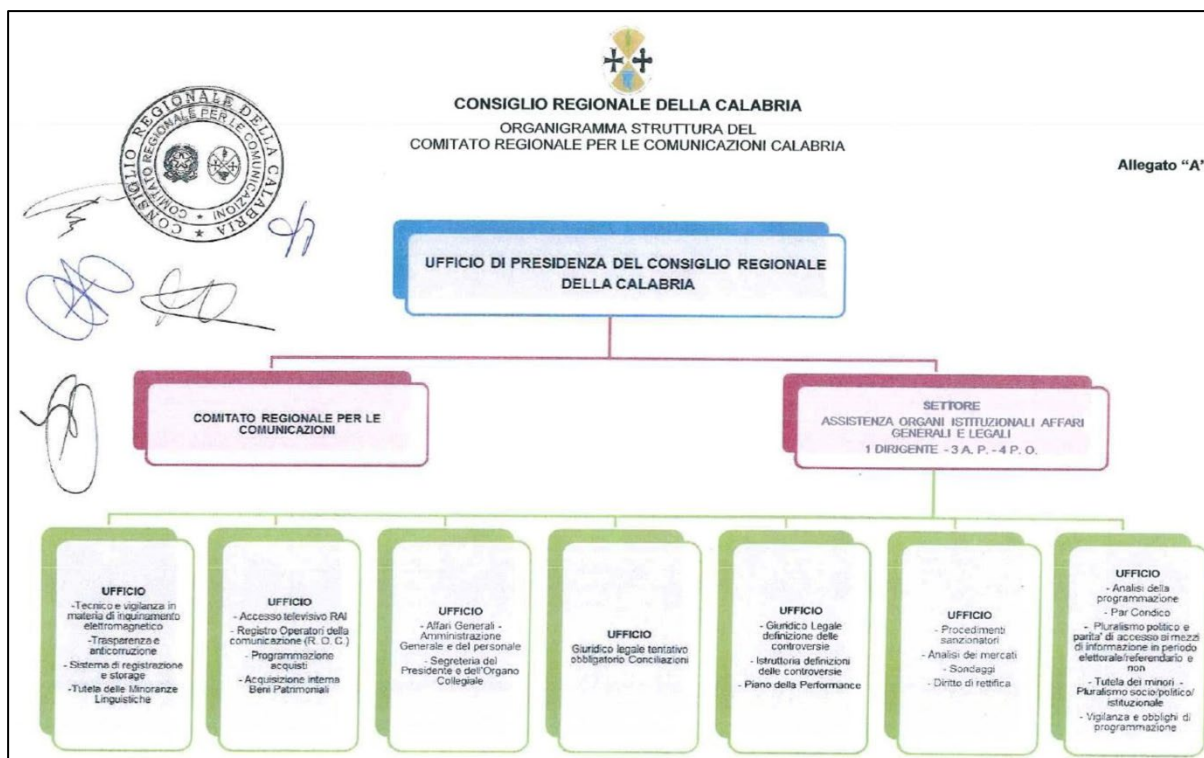 CONSIGLIO REGIONALE DELLA CALABRIA
ORGANIGRAMMA STRUTTURA DEL
COMITATO REGIONALE PER LE COMUNICAZIONI CALABRIA
Allegato "A"
CONSIGLIO REGIONALE DELLA CALABRIA
COMITATO REGIONALE PER LE COMUNICAZIONI
UFFICIO DI PRESIDENZA DEL CONSIGLIO REGIONALE
DELLA CALABRIA
COMITATO REGIONALE PER LE
COMUNICAZIONI
SETTORE
ASSISTENZA ORGANI ISTITUZIONALI AFFARI
GENERALI E LEGALI
1 DIRIGENTE - 3 A. P. - 4 P. O.
UFFICIO
-Tecnico e vigilanza in
materia di inquinamento
elettromagnetico
-Trasparenza e
anticorruzione
- Sistema di registrazione
e storage
-Tutela delle Minoranze
Linguistiche
UFFICIO
- Accesso televisivo RAI
- Registro Operatori della
comunicazione (R. O. C.)
- Programmazione
acquisti
- Acquisizione interna
Beni Patrimoniali
UFFICIO
- Affari Generali -
Amministrazione
Generale e del personale
- Segreteria del
Presidente e dell'Organo
Collegiale
UFFICIO
Giuridico legale tentativo
obbligatorio Conciliazioni
UFFICIO
- Giuridico Legale
definizione delle
controversie
- Istruttoria definizioni
delle controversie
- Piano della Performance
UFFICIO
- Procedimenti
sanzionatori
- Analisi dei mercati
- Sondaggi
- Diritto di rettifica
UFFICIO
- Analisi della
programmazione
- Par Condico
- Pluralismo politico e
parita' di accesso ai mezzi
di informazione in periodo
elettorale/referendario e
non
- Tutela dei minori -
Pluralismo socio/politico/
istituzionale
- Vigilanza e obblighi di
programmazione